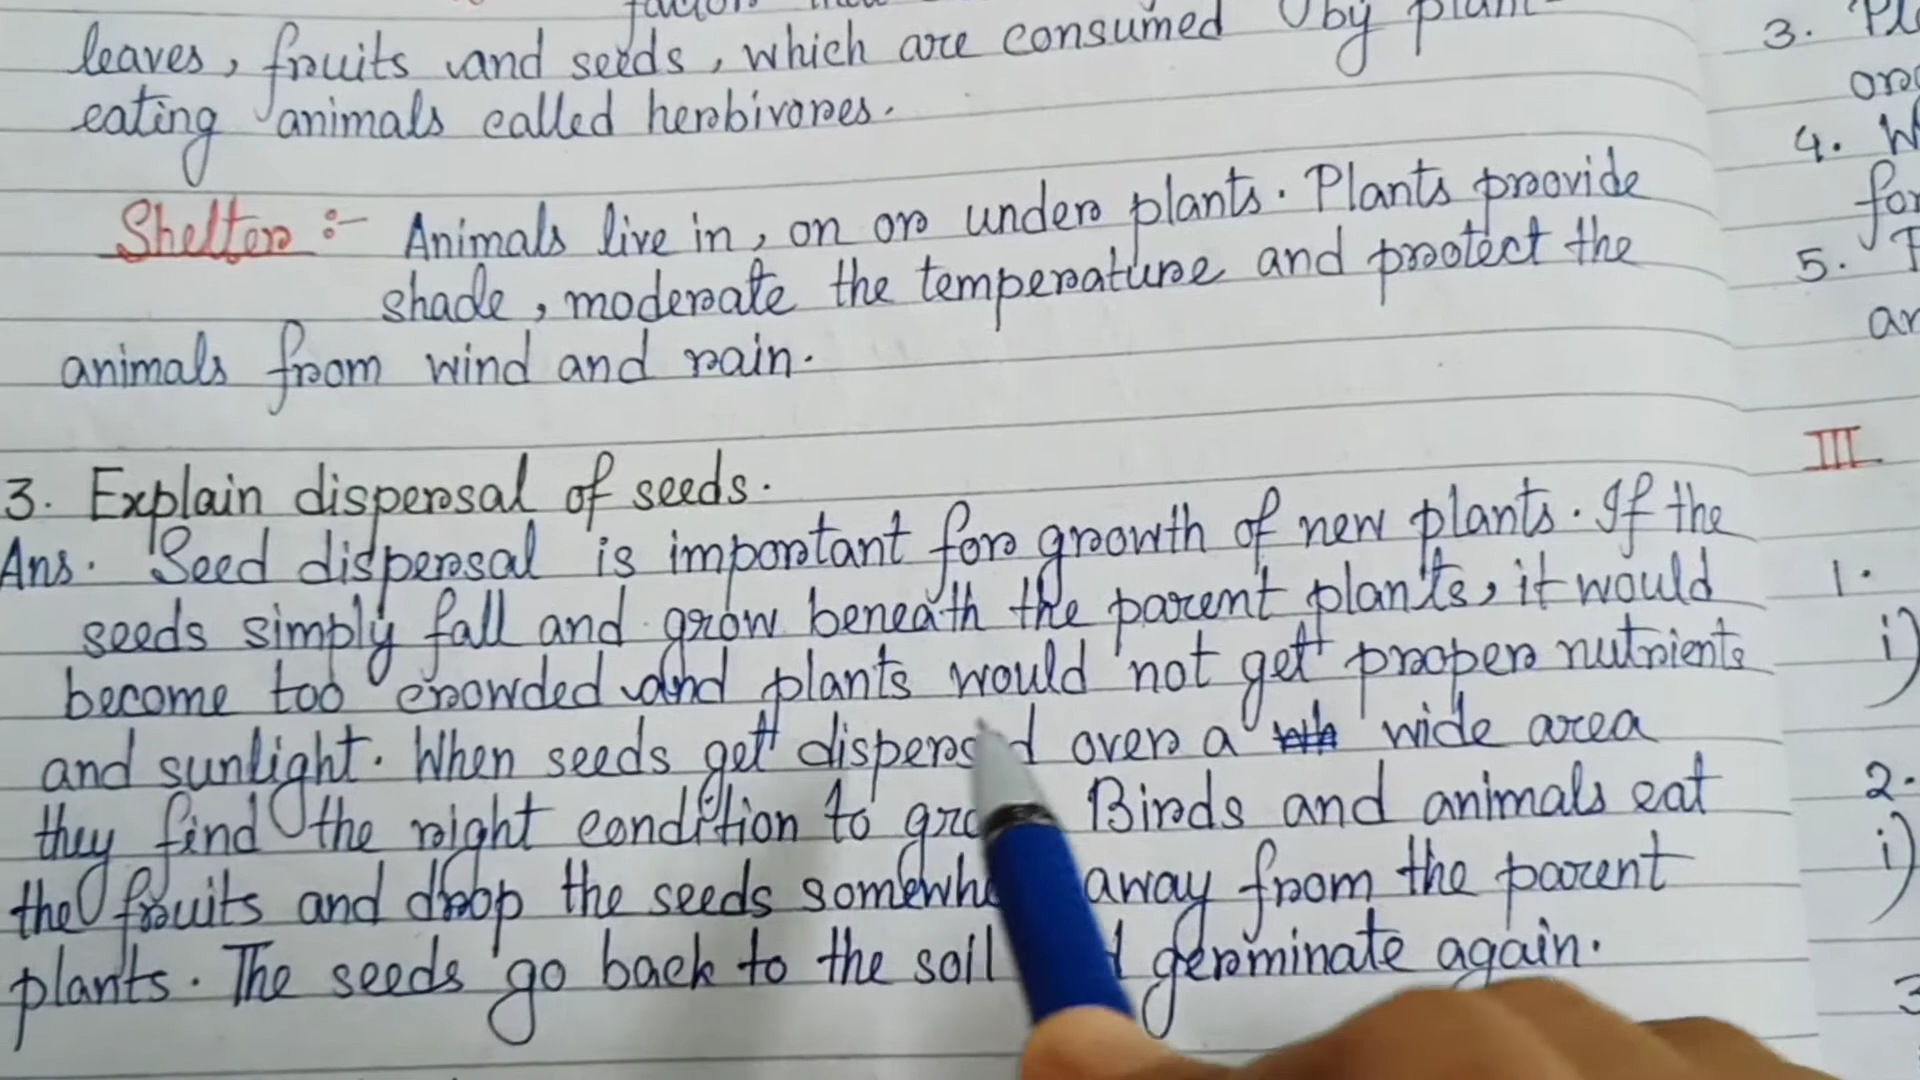 leaves, fruits and seeds, which are consumed by plant-
eating animals called herbivores.
Shelter :- Animals live in, on or under plants. Plants provide
shade, moderate the temperature and protect the
animals from wind and rain.
3. Explain dispersal of seeds.
Ans. Seed dispersal is important for growth of new plants. If the
seeds simply fall and grow beneath the parent plants, it would
become too crowded and plants would not get proper nutrients
and sunlight. When seeds get dispersed over a wide area
they find the right condition to Birds and animals eat
the fruits and drop the seeds away from the parent
plants. The seeds go back to the soil germinate again.
3.
4.
for
5.
III
1.
i)
2.
i)
3